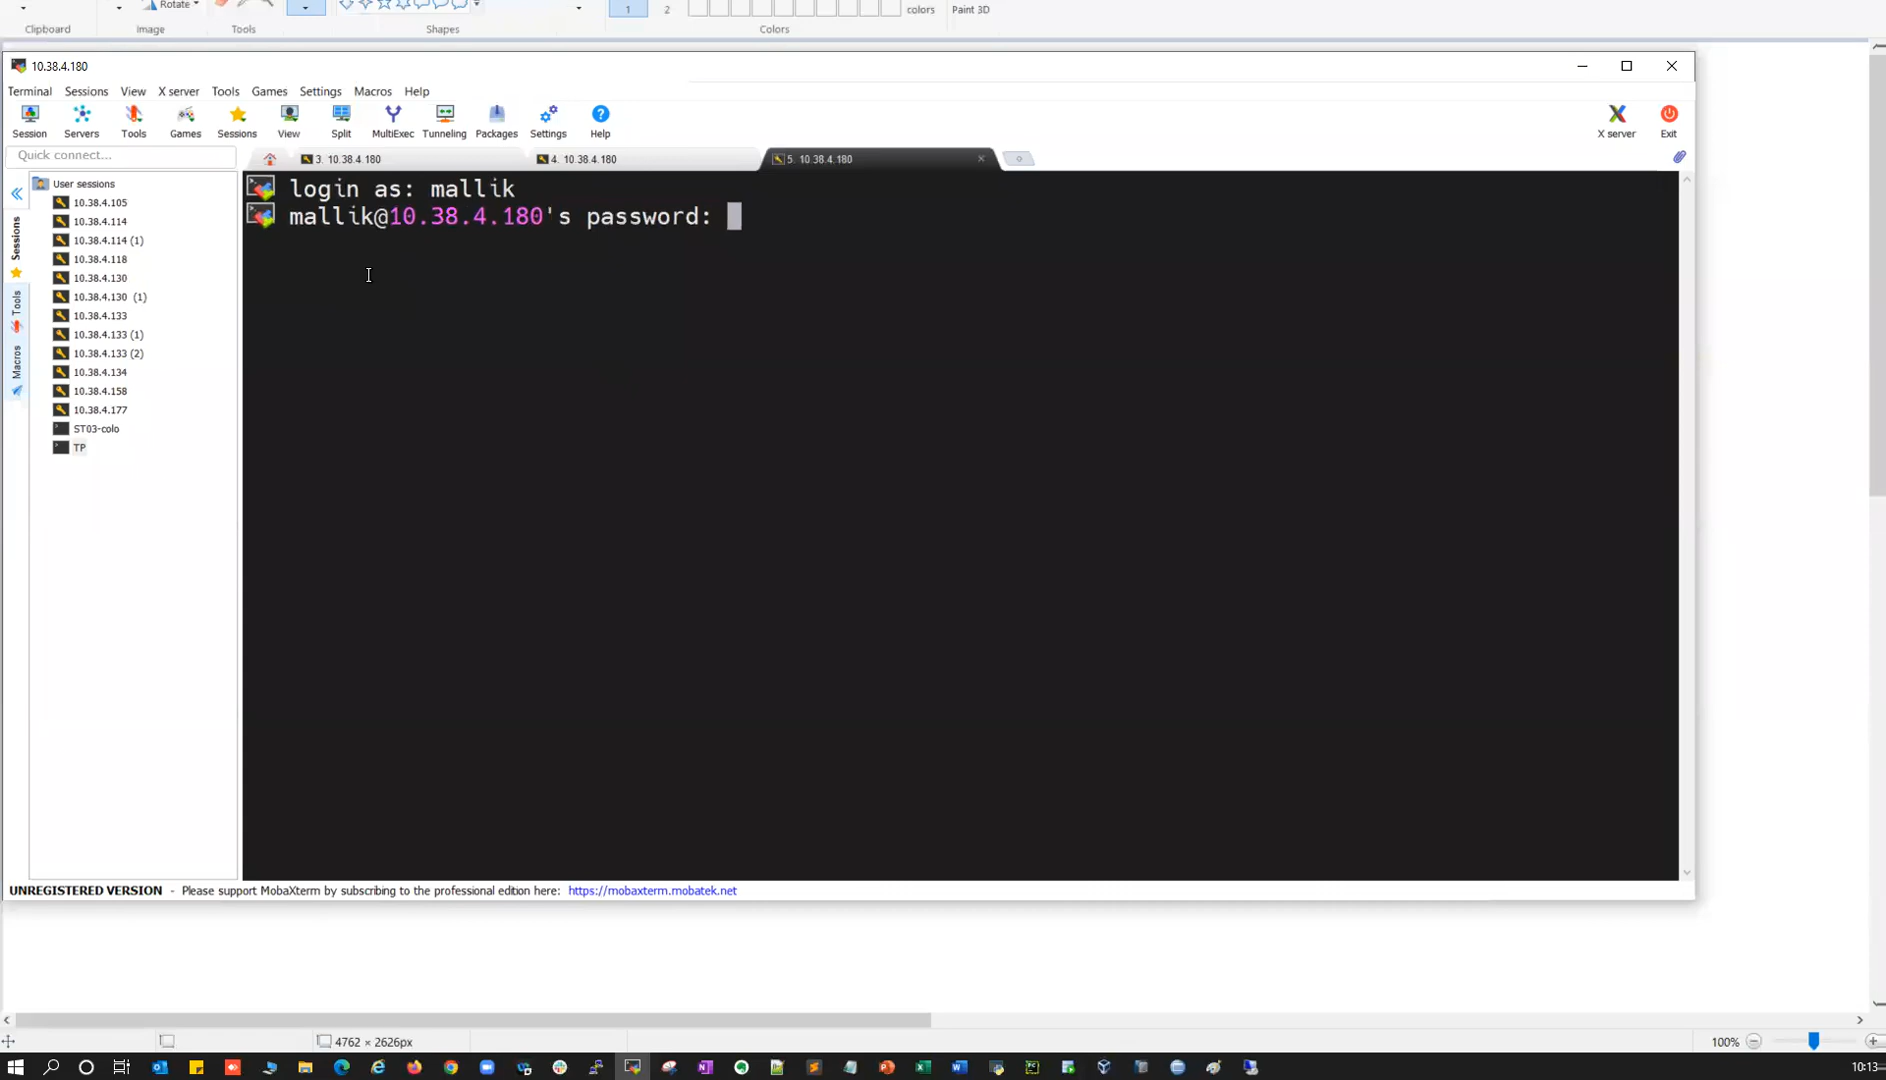 Rotate
colors
Paint 3D
1
2
Clipboard
Image
Tools
Shapes
Colors
10.38.4.180
Terminal Sessions View X server Tools Games Settings Macros Help
Session Servers Tools Games Sessions View Split MultiExec Tunneling Packages Settings Help X server Exit
Quick connect...
3. 10.38.4.180
4. 10.38.4.180
5. 10.38.4.180
Sessions
Tools
Macros
User sessions
10.38.4.105
10.38.4.114
10.38.4.114 (1)
10.38.4.118
10.38.4.130
10.38.4.130 (1)
10.38.4.133
10.38.4.133 (1)
10.38.4.133 (2)
10.38.4.134
10.38.4.158
10.38.4.177
ST03-colo
TP
login as: mallik
mallik@10.38.4.180's password:
UNREGISTERED VERSION - Please support MobaXterm by subscribing to the professional edition here: https://mobaxterm.mobatek.net
4762 × 2626px
100%
10:13